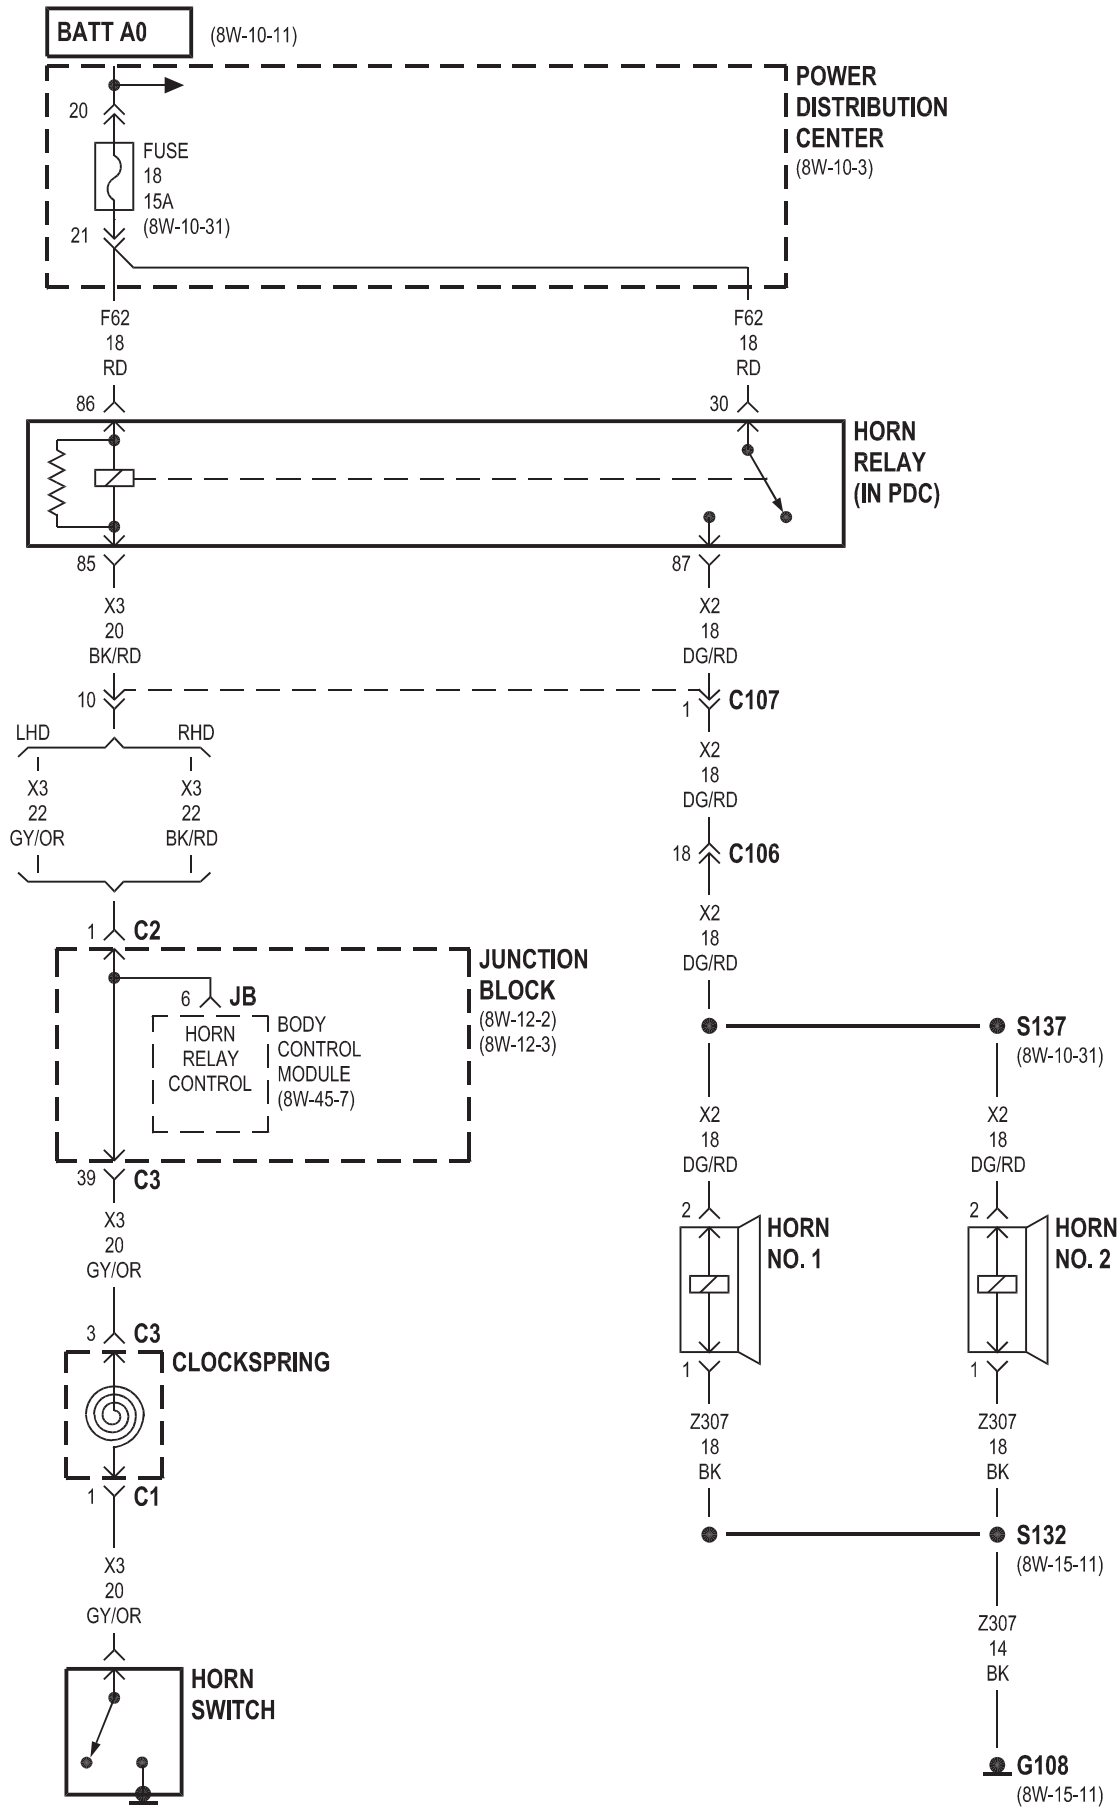 BATT A0
(8W-10-11)
POWER
DISTRIBUTION
CENTER
(8W-10-3)
20
FUSE
18
15A
(8W-10-31)
21
F62
18
RD
F62
18
RD
86
30
HORN
RELAY
(IN PDC)
85
87
X3
20
BK/RD
X2
18
DG/RD
10
1
C107
LHD
RHD
X3
22
GY/OR
X3
22
BK/RD
X2
18
DG/RD
18
C106
1
C2
X2
18
DG/RD
JUNCTION
BLOCK
(8W-12-2)
(8W-12-3)
6
JB
HORN
RELAY
CONTROL
BODY
CONTROL
MODULE
(8W-45-7)
S137
(8W-10-31)
X2
18
DG/RD
X2
18
DG/RD
39
C3
X3
20
GY/OR
2
HORN
NO. 1
2
HORN
NO. 2
3
C3
CLOCKSPRING
1
1
1
C1
Z307
18
BK
Z307
18
BK
S132
(8W-15-11)
X3
20
GY/OR
Z307
14
BK
HORN
SWITCH
G108
(8W-15-11)